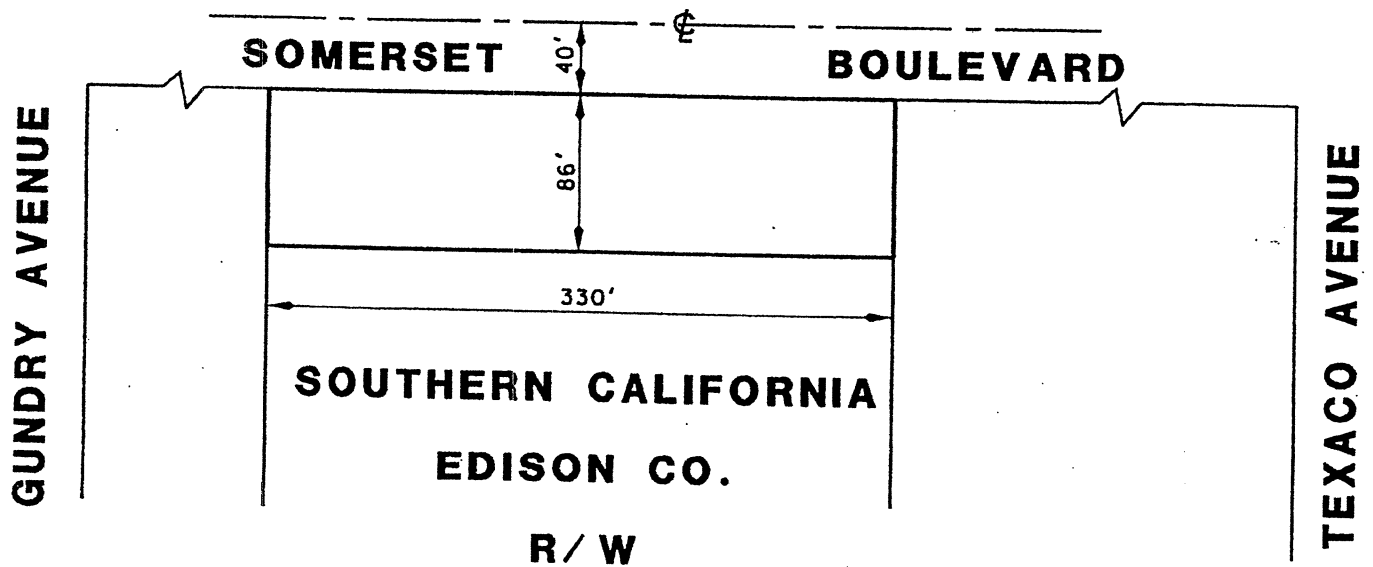 ℄
SOMERSET BOULEVARD
40'
86'
330'
GUNDRY AVENUE
TEXACO AVENUE
SOUTHERN CALIFORNIA
EDISON CO.
R/W